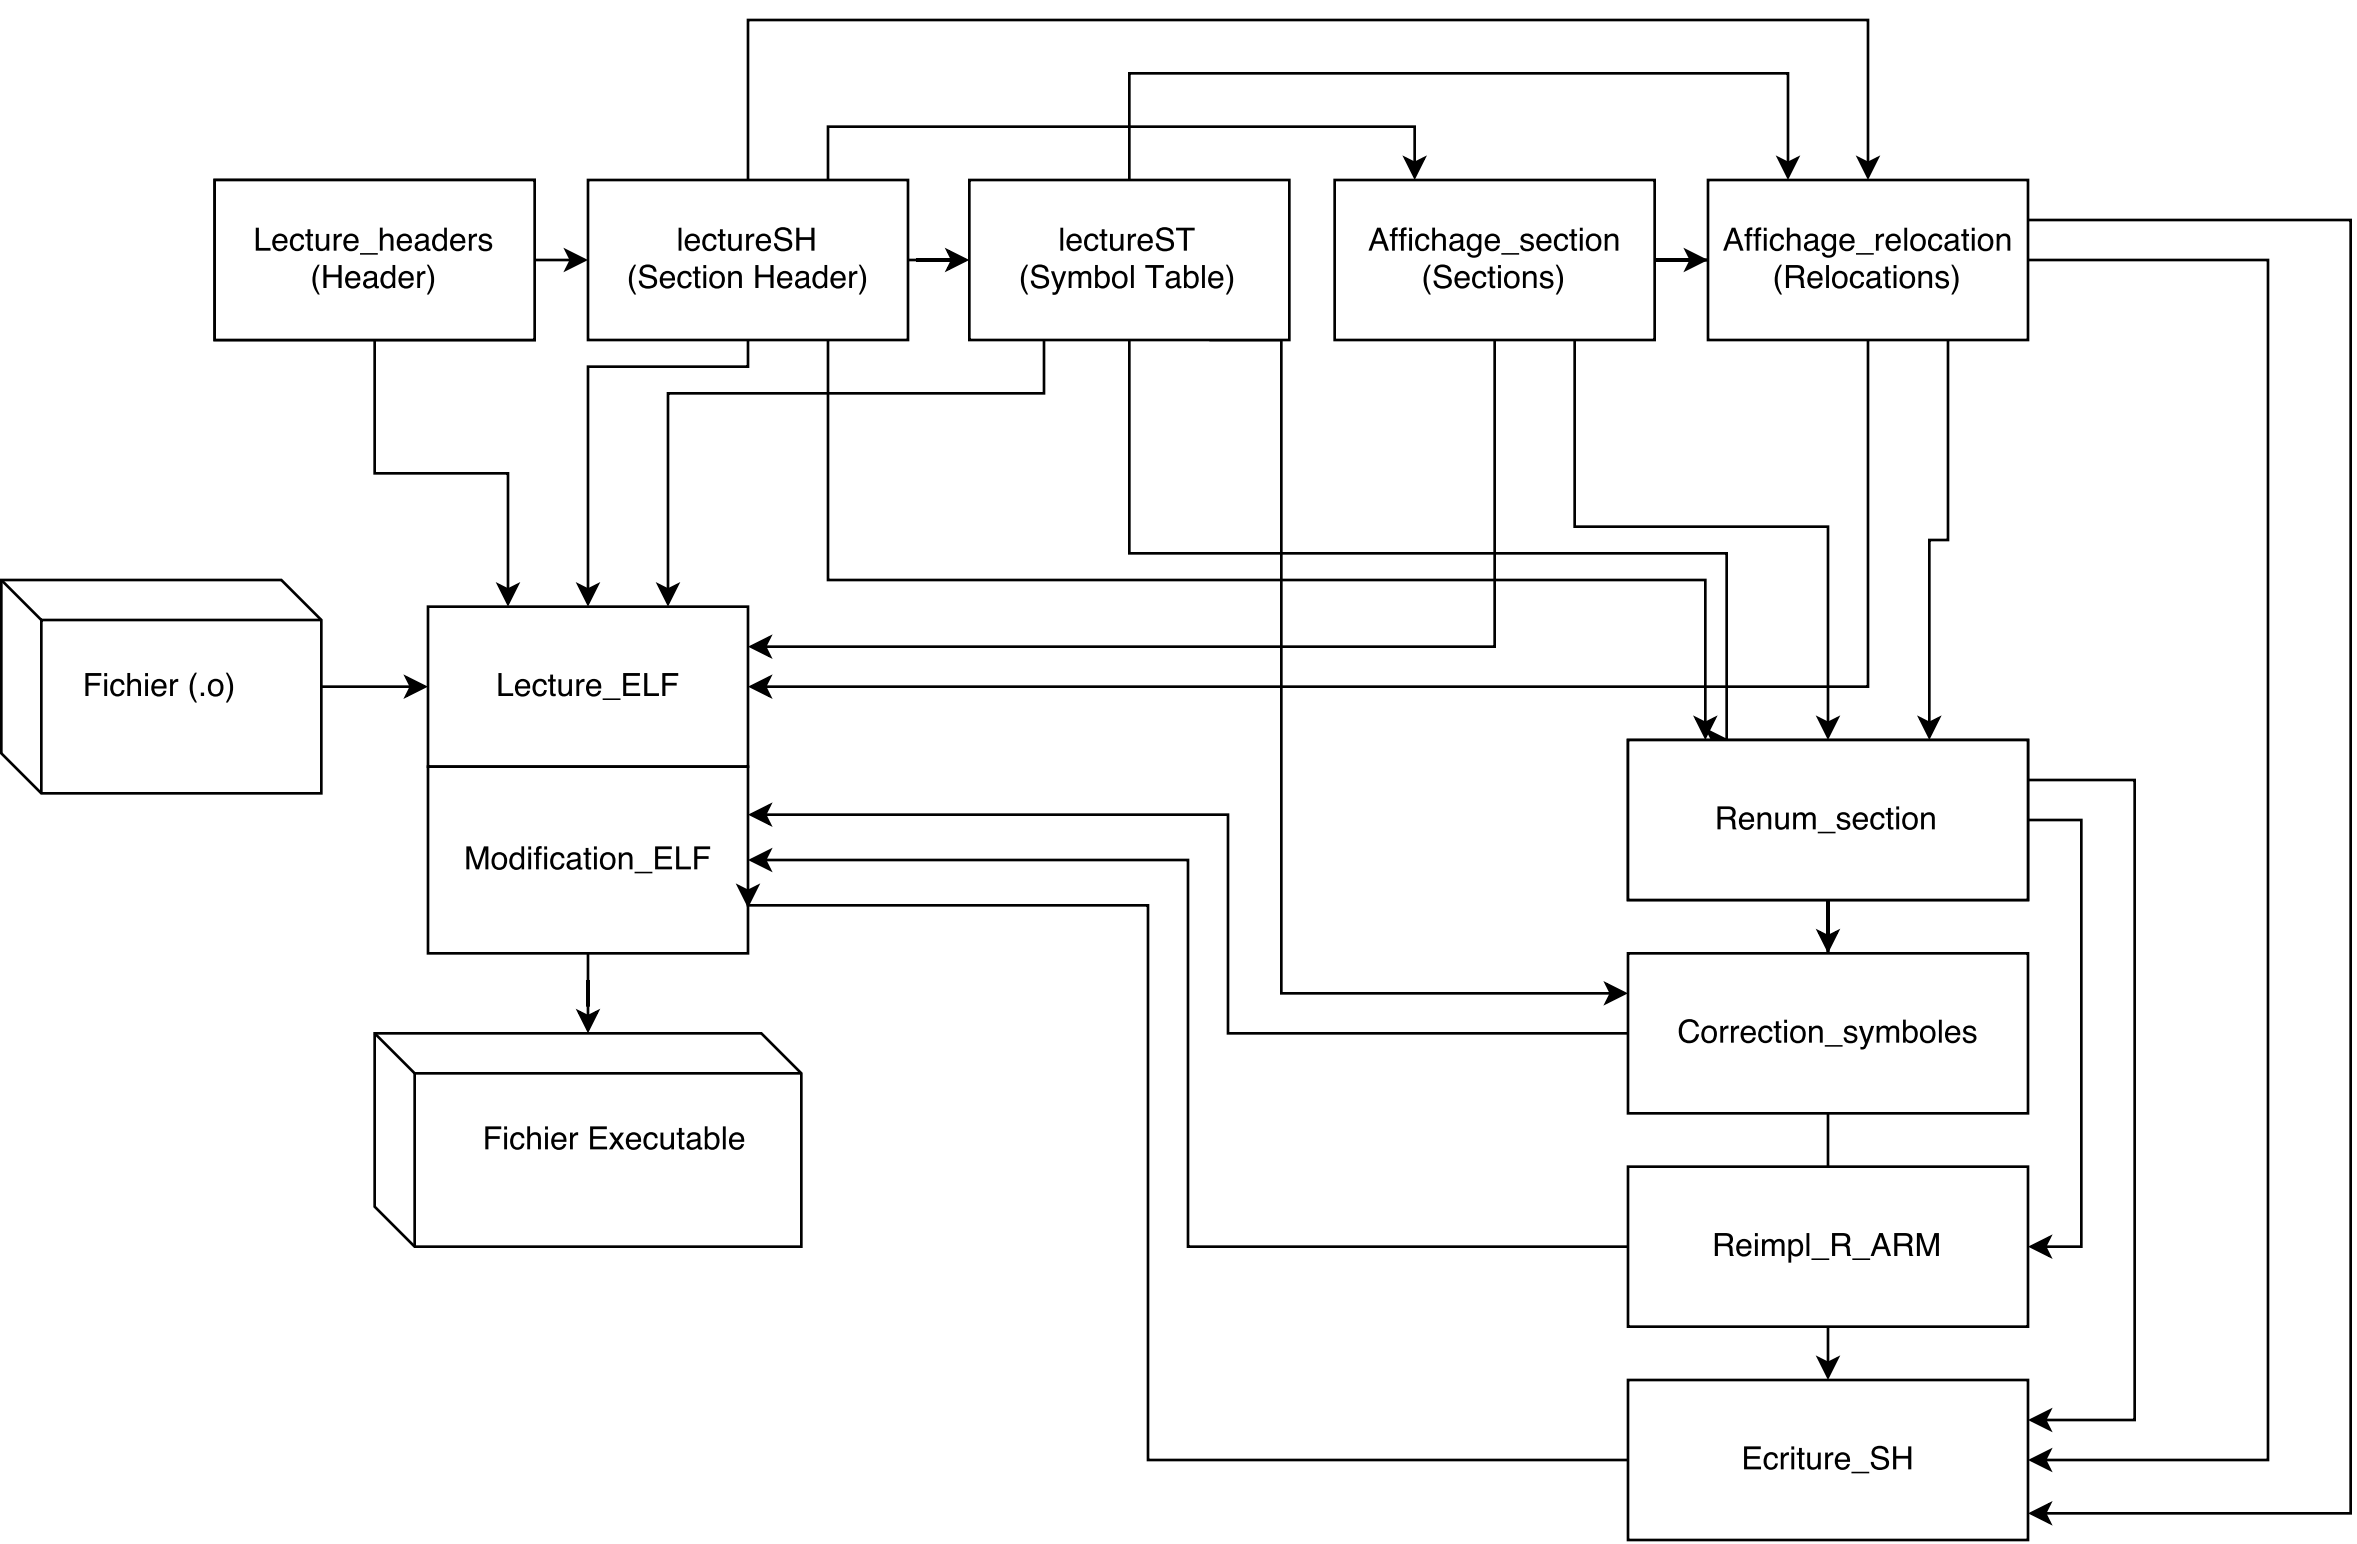 Lecture_headers
(Header)
lectureSH
(Section Header)
lectureST
(Symbol Table)
Affichage_section
(Sections)
Affichage_relocation
(Relocations)
Fichier (.o)
Lecture_ELF
Modification_ELF
Renum_section
Correction_symboles
Fichier Executable
Reimpl_R_ARM
Ecriture_SH